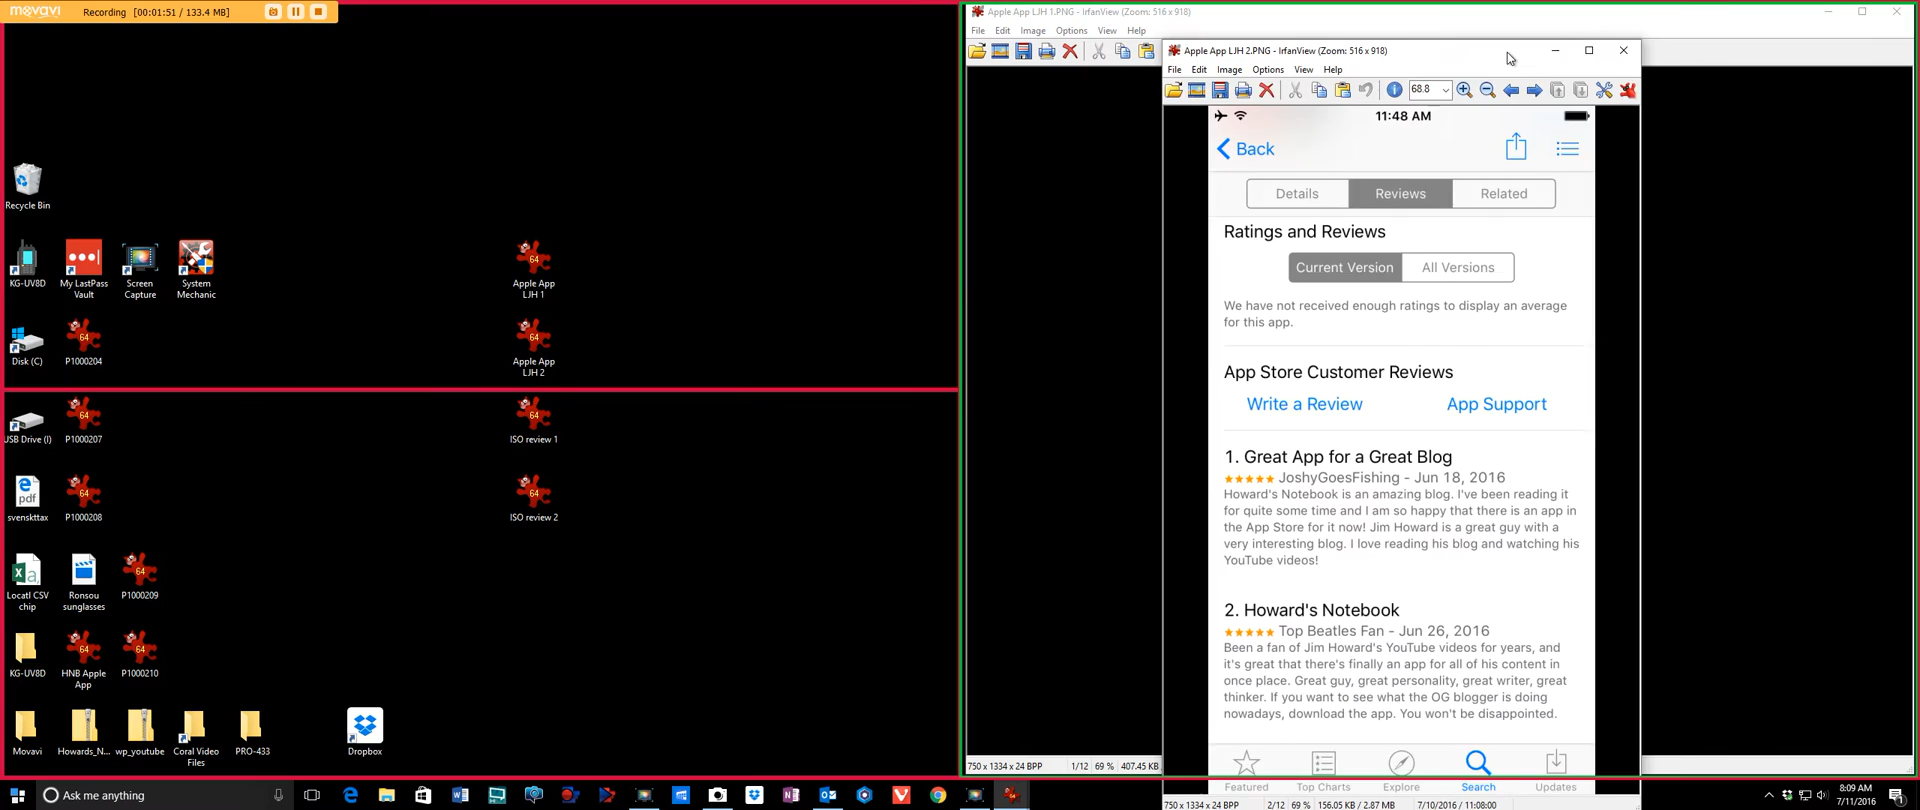 movavi Recording [00:01:51 / 133.4 MB]
Recycle Bin
KG-UV8D
My LastPass
Vault
Screen
Capture
System
Mechanic
Apple App
LJH 1
Disk (C)
P1000204
Apple App
LJH 2
USB Drive (I)
P1000207
ISO review 1
svenskttax
P1000208
ISO review 2
Locatl CSV
chip
Ronsou
sunglasses
P1000209
KG-UV8D
HNB Apple
App
P1000210
Movavi
Howards_N...
wp_youtube
Coral Video
Files
PRO-433
Dropbox
Apple App LJH 1.PNG - IrfanView (Zoom: 516 x 918)
File Edit Image Options View Help
Apple App LJH 2.PNG - IrfanView (Zoom: 516 x 918)
File Edit Image Options View Help
68.8
11:48 AM
Back
Details Reviews Related
Ratings and Reviews
Current Version All Versions
We have not received enough ratings to display an average
for this app.
App Store Customer Reviews
Write a Review App Support
1. Great App for a Great Blog
JoshyGoesFishing - Jun 18, 2016
Howard's Notebook is an amazing blog. I've been reading it
for quite some time and I am so happy that there is an app in
the App Store for it now! Jim Howard is a great guy with a
very interesting blog. I love reading his blog and watching his
YouTube videos!
2. Howard's Notebook
Top Beatles Fan - Jun 26, 2016
Been a fan of Jim Howard's YouTube videos for years, and
it's great that there's finally an app for all of his content in
once place. Great guy, great personality, great writer, great
thinker. If you want to see what the OG blogger is doing
nowadays, download the app. You won't be disappointed.
Featured Top Charts Explore Search Updates
750 x 1334 x 24 BPP 1/12 69 % 407.45 KB
750 x 1334 x 24 BPP 2/12 69 % 156.05 KB / 2.87 MB 7/10/2016 / 11:08:00
Ask me anything
8:09 AM
7/11/2016